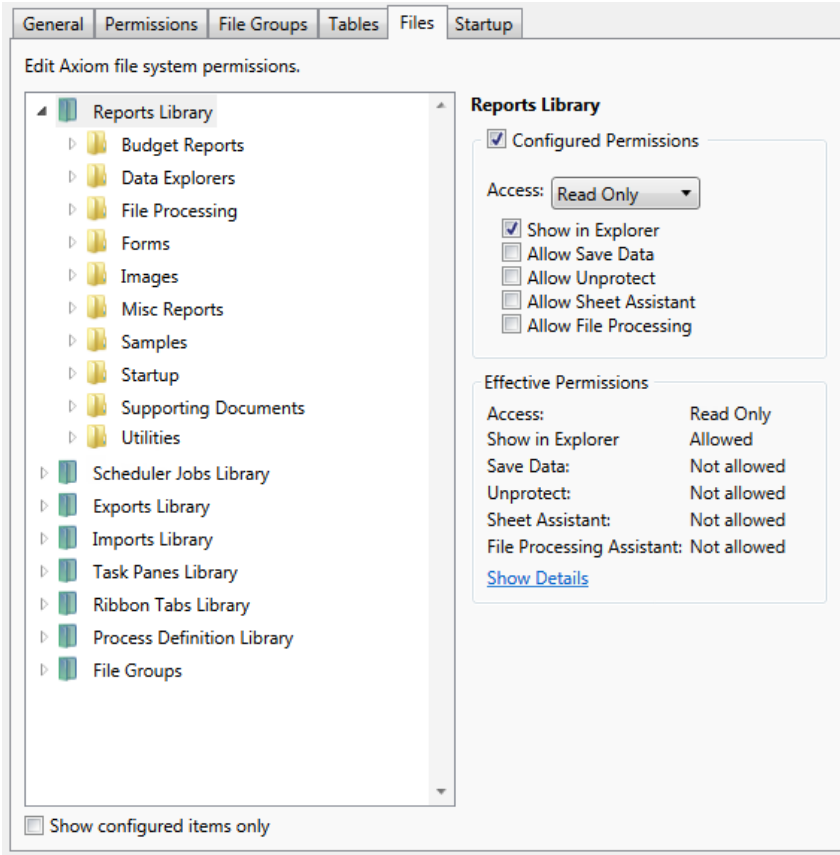 General Permissions File Groups Tables Files Startup
Edit Axiom file system permissions.
Reports Library
Budget Reports
Data Explorers
File Processing
Forms
Images
Misc Reports
Samples
Startup
Supporting Documents
Utilities
Scheduler Jobs Library
Exports Library
Imports Library
Task Panes Library
Ribbon Tabs Library
Process Definition Library
File Groups
Show configured items only
Reports Library
Configured Permissions
Access: Read Only
Show in Explorer
Allow Save Data
Allow Unprotect
Allow Sheet Assistant
Allow File Processing
Effective Permissions
Access: Read Only
Show in Explorer Allowed
Save Data: Not allowed
Unprotect: Not allowed
Sheet Assistant: Not allowed
File Processing Assistant: Not allowed
Show Details